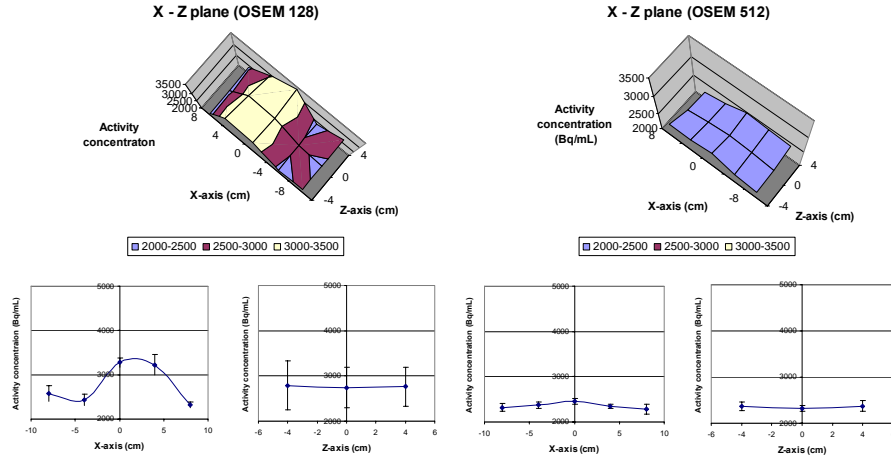 X - Z plane (OSEM 128)
3500
3000
2500
2000
8
4
0
-4
-8
-4
0
4
Activity
concentraton
X-axis (cm)
Z-axis (cm)
2000-2500 2500-3000 3000-3500
X - Z plane (OSEM 512)
3500
3000
2500
2000
8
0
-8
-4
0
4
Activity
concentration
(Bq/mL)
X-axis (cm)
Z-axis (cm)
2000-2500 2500-3000 3000-3500
Activity concentraion (Bq/mL)
5000
4000
3000
2000
-10 -5 0 5 10
X-axis (cm)
Activity concentration (Bq/mL)
5000
4000
3000
2000
-6 -4 -2 0 2 4 6
Z-axis (cm)
Activity concentration (Bq/mL)
5000
4000
3000
2000
-10 -5 0 5 10
X-axis (cm)
Activity concentration (Bq/mL)
5000
4000
3000
2000
-6 -4 -2 0 2 4
Z-axis (cm)